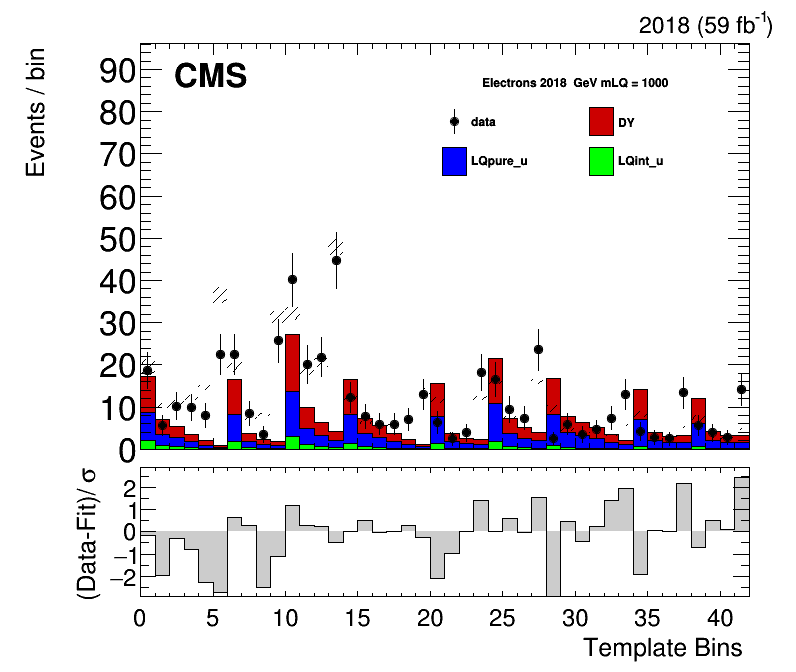 2018 (59 fb-1)
CMS
Electrons 2018 GeV mLQ = 1000
data
DY
LQpure_u
LQint_u
Events / bin
90
80
70
60
50
40
30
20
10
0
(Data-Fit)/ σ
2
1
0
−1
−2
0 5 10 15 20 25 30 35 40
Template Bins